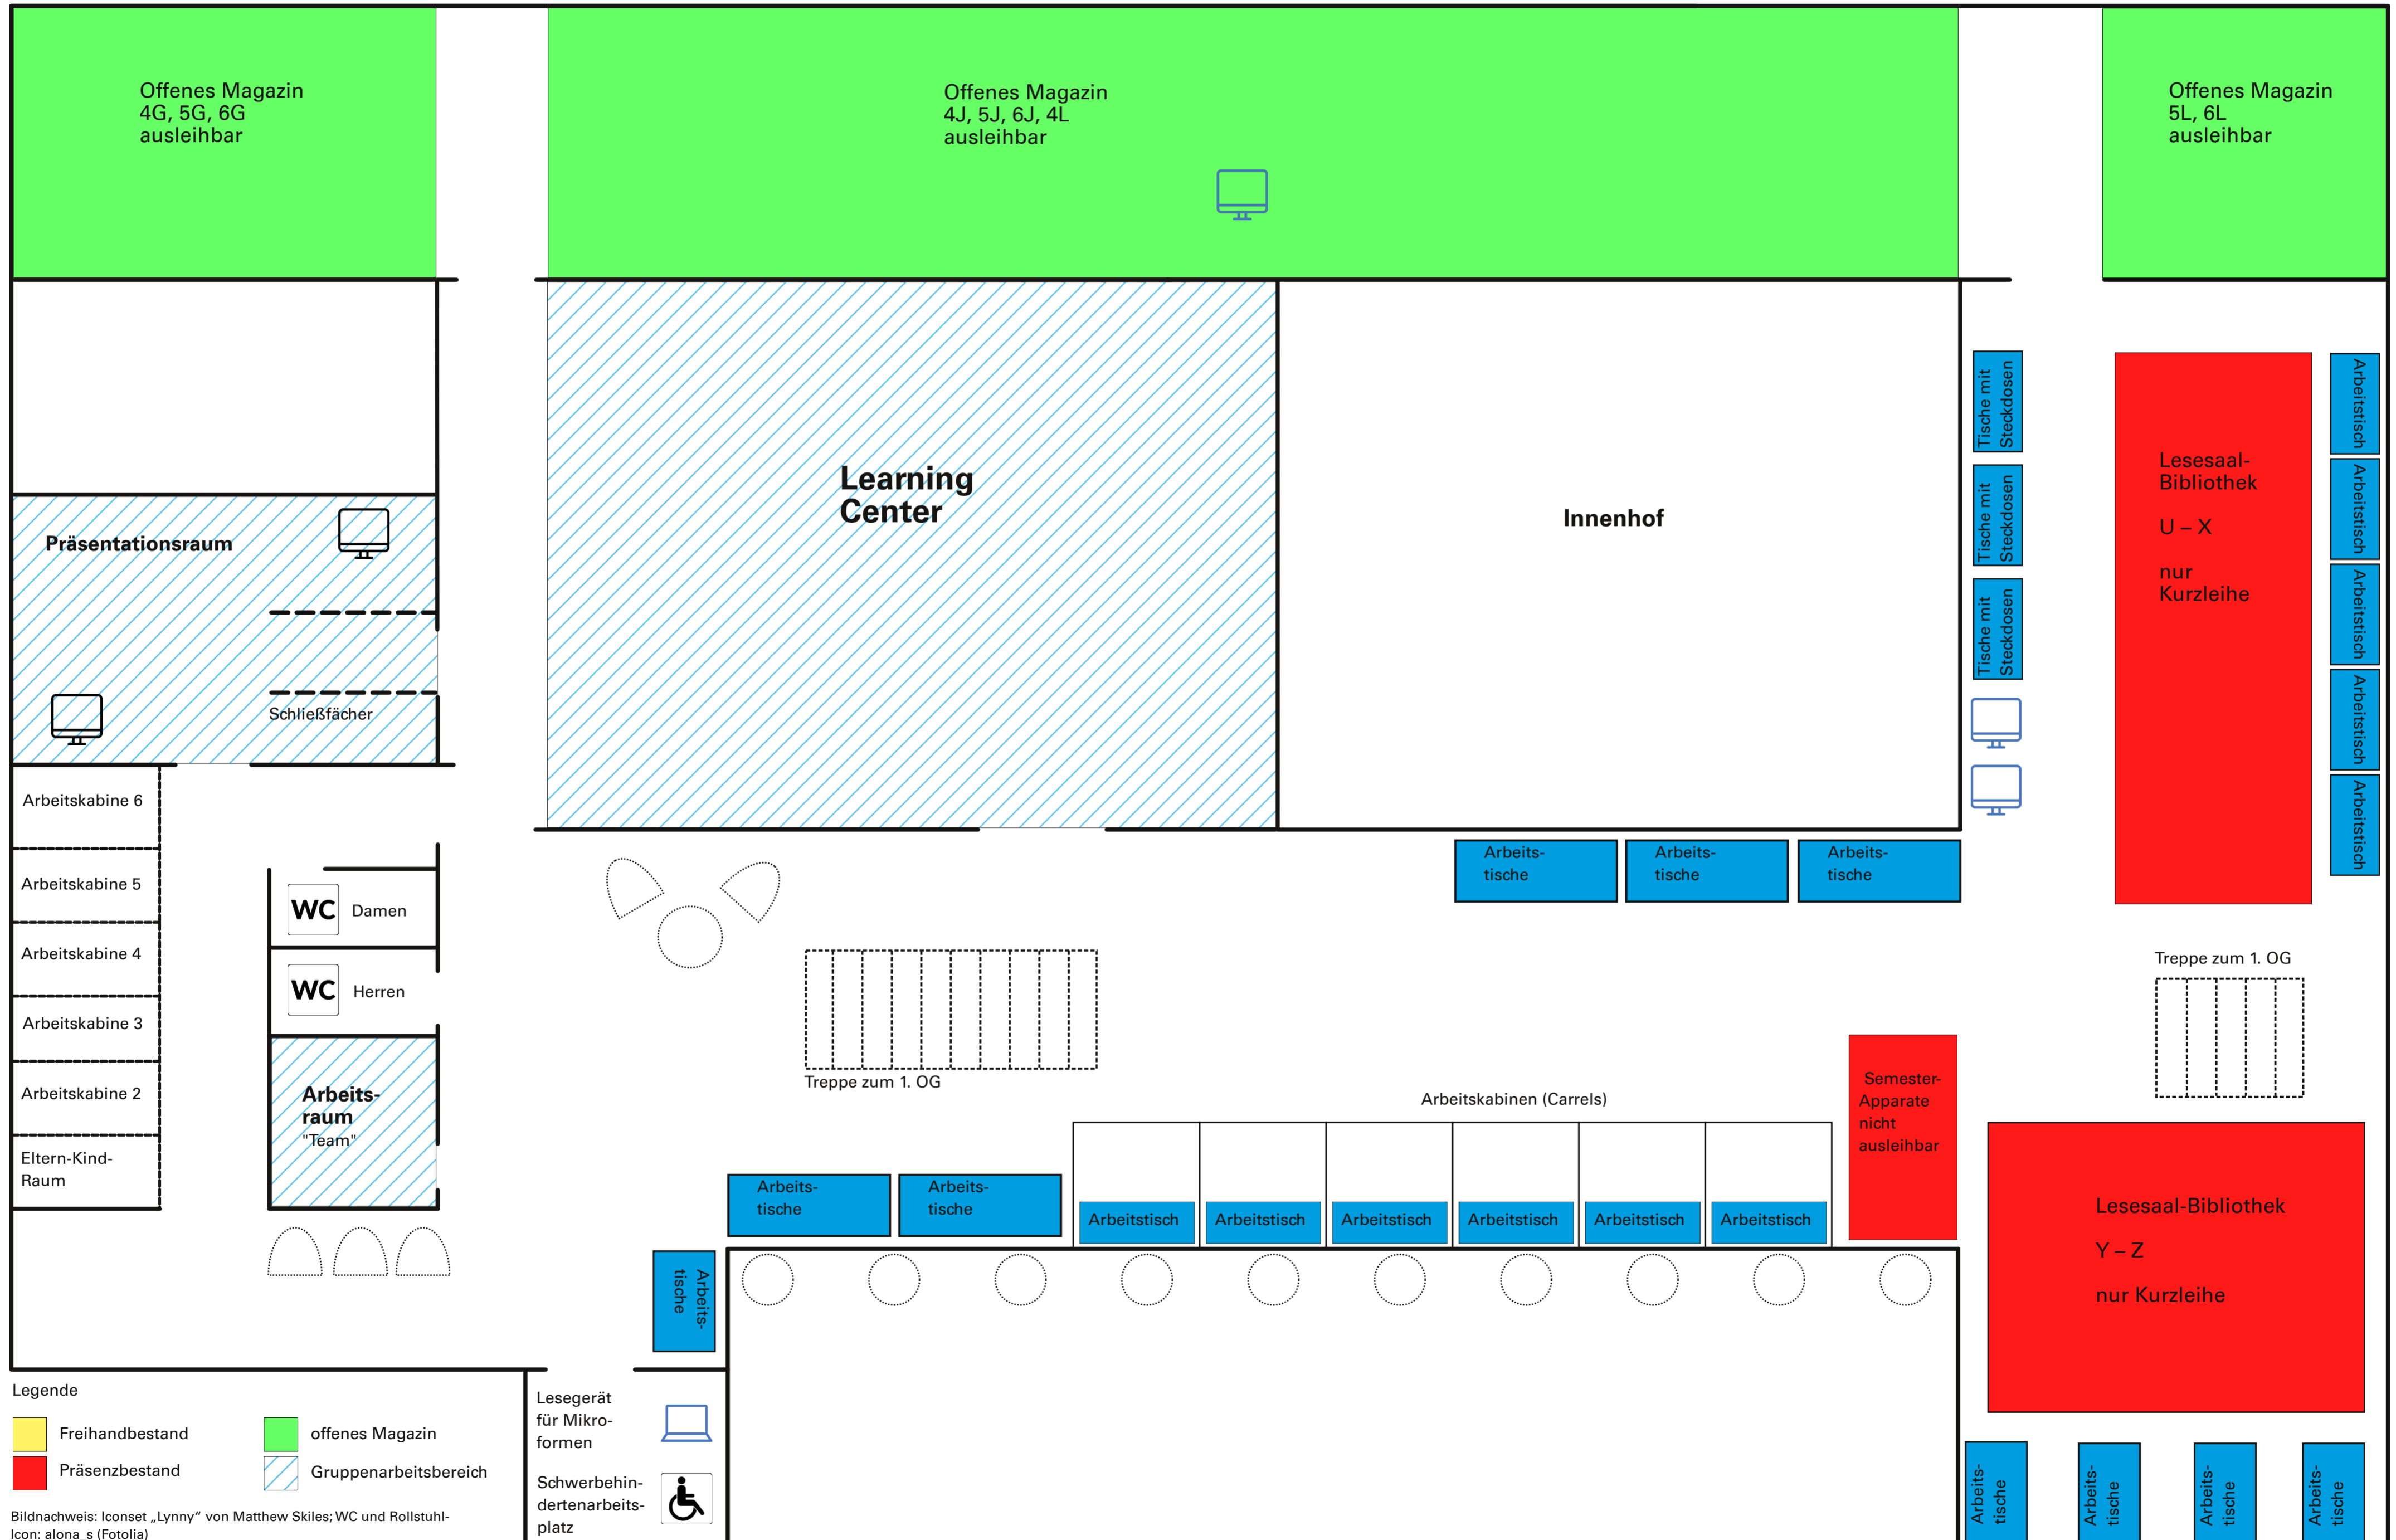 Offenes Magazin
4G, 5G, 6G
ausleihbar
Offenes Magazin
4J, 5J, 6J, 4L
ausleihbar
Offenes Magazin
5L, 6L
ausleihbar
Präsentationsraum
Schließfächer
Learning
Center
Innenhof
Tische mit
Steckdosen
Tische mit
Steckdosen
Tische mit
Steckdosen
Lesesaal-
Bibliothek
U – X
nur
Kurzleihe
Arbeitstisch
Arbeitstisch
Arbeitstisch
Arbeitstisch
Arbeitstisch
Arbeitskabine 6
Arbeitskabine 5
Arbeitskabine 4
Arbeitskabine 3
Arbeitskabine 2
Eltern-Kind-
Raum
WC Damen
WC Herren
Arbeits-
raum
"Team"
Arbeits-
tische
Arbeits-
tische
Arbeits-
tische
Treppe zum 1. OG
Treppe zum 1. OG
Arbeitskabinen (Carrels)
Semester-
Apparate
nicht
ausleihbar
Arbeits-
tische
Arbeits-
tische
Arbeitstisch
Arbeitstisch
Arbeitstisch
Arbeitstisch
Arbeitstisch
Arbeitstisch
Arbeits-
tische
Lesesaal-Bibliothek
Y – Z
nur Kurzleihe
Arbeits-
tische
Arbeits-
tische
Arbeits-
tische
Arbeits-
tische
Lesegerät
für Mikro-
formen
Schwerbehin-
dertenarbeits-
platz
Legende
Freihandbestand
offenes Magazin
Präsenzbestand
Gruppenarbeitsbereich
Bildnachweis: Iconset „Lynny“ von Matthew Skiles; WC und Rollstuhl-
Icon: alona_s (Fotolia)